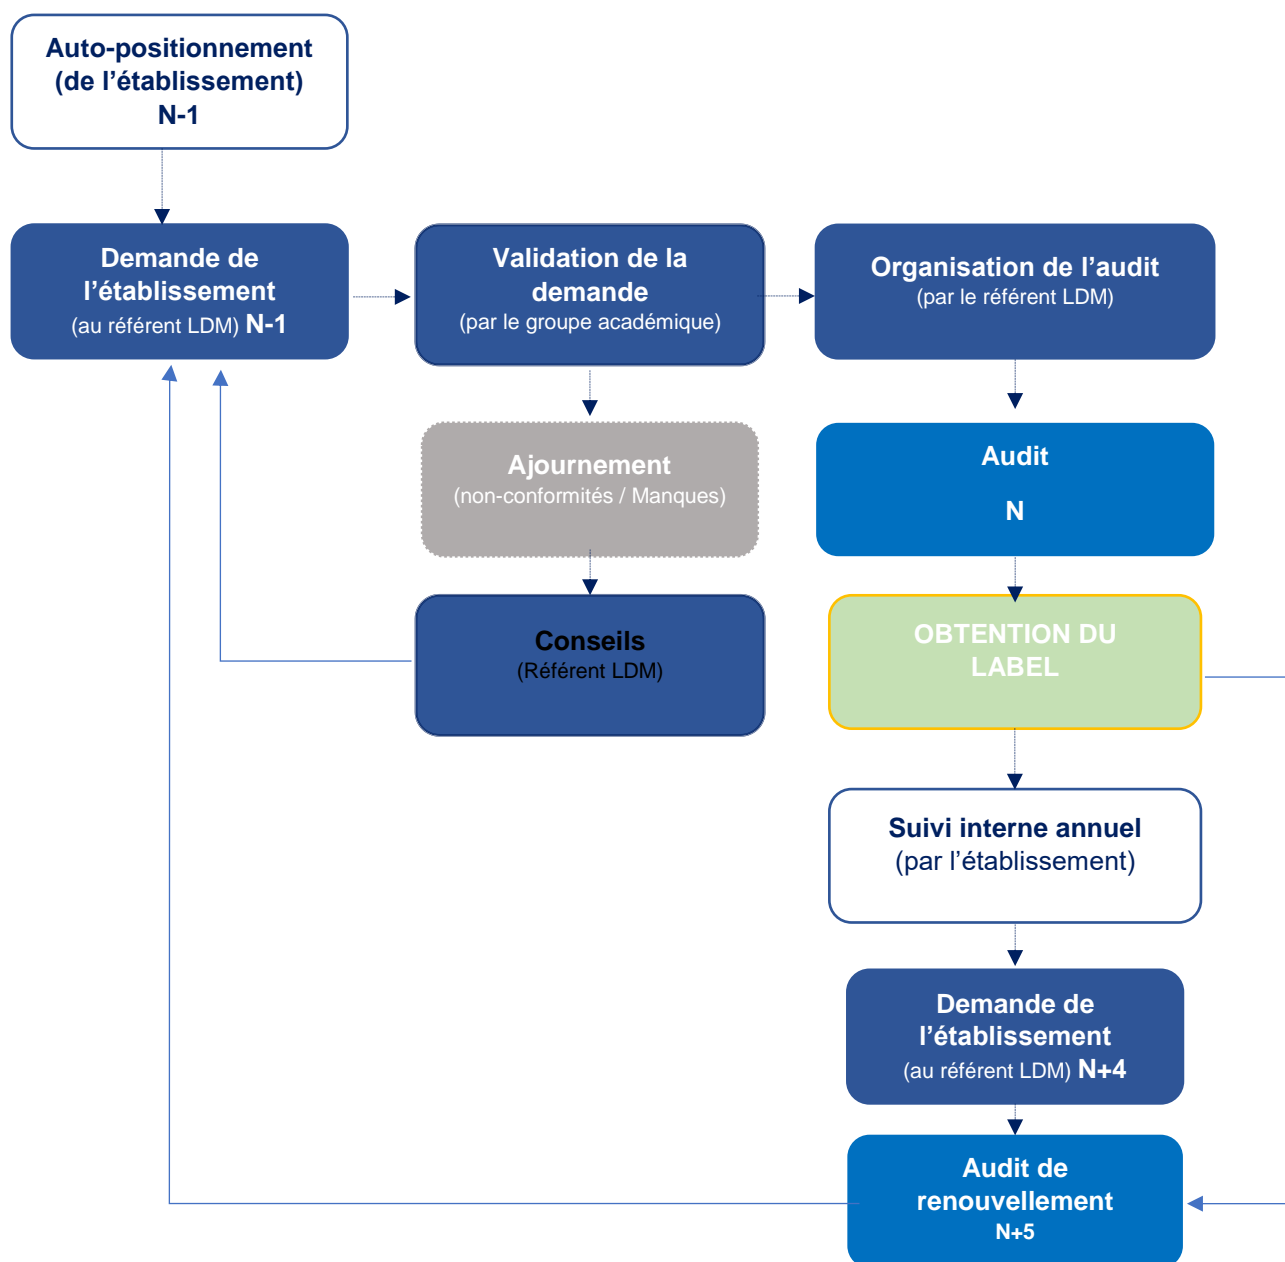 Auto-positionnement
(de l’établissement)
N-1
Demande de
l’établissement
(au référent LDM) N-1
Validation de la
demande
(par le groupe académique)
Organisation de l’audit
(par le référent LDM)
Ajournement
(non-conformités / Manques)
Audit
N
Conseils
(Référent LDM)
OBTENTION DU
LABEL
Suivi interne annuel
(par l’établissement)
Demande de
l’établissement
(au référent LDM) N+4
Audit de
renouvellement
N+5